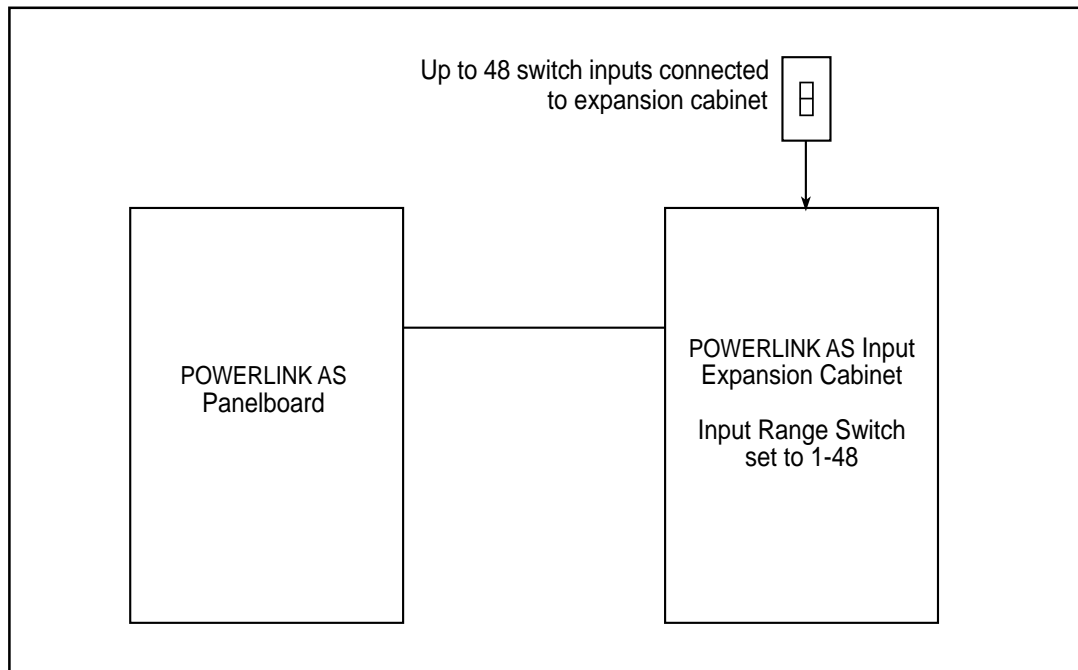 Up to 48 switch inputs connected
to expansion cabinet
POWERLINK AS
Panelboard
POWERLINK AS Input
Expansion Cabinet
Input Range Switch
set to 1-48